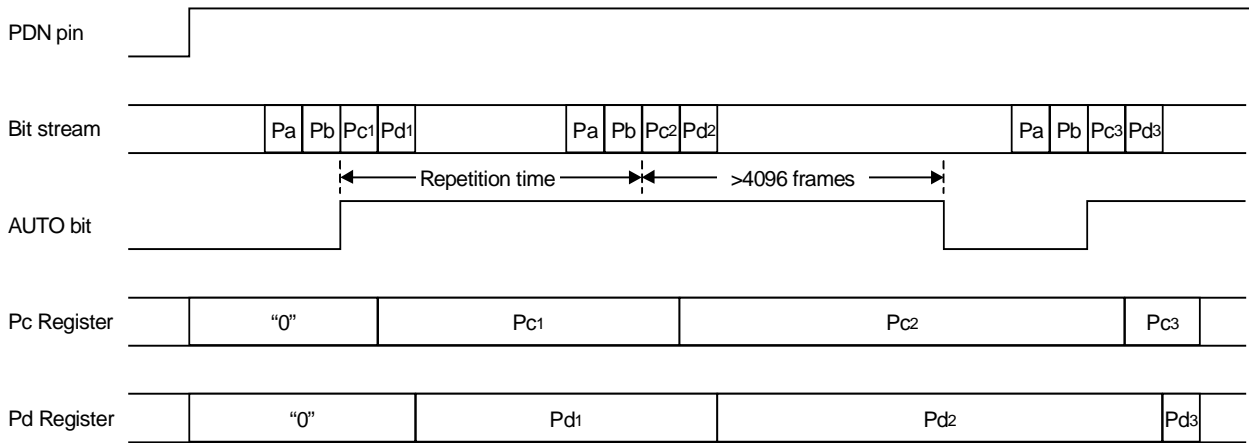 PDN pin
Bit stream Pa Pb Pc1 Pd1 Pa Pb Pc2 Pd2 Pa Pb Pc3 Pd3
Repetition time >4096 frames
AUTO bit
Pc Register “0” Pc1 Pc2 Pc3
Pd Register “0” Pd1 Pd2 Pd3